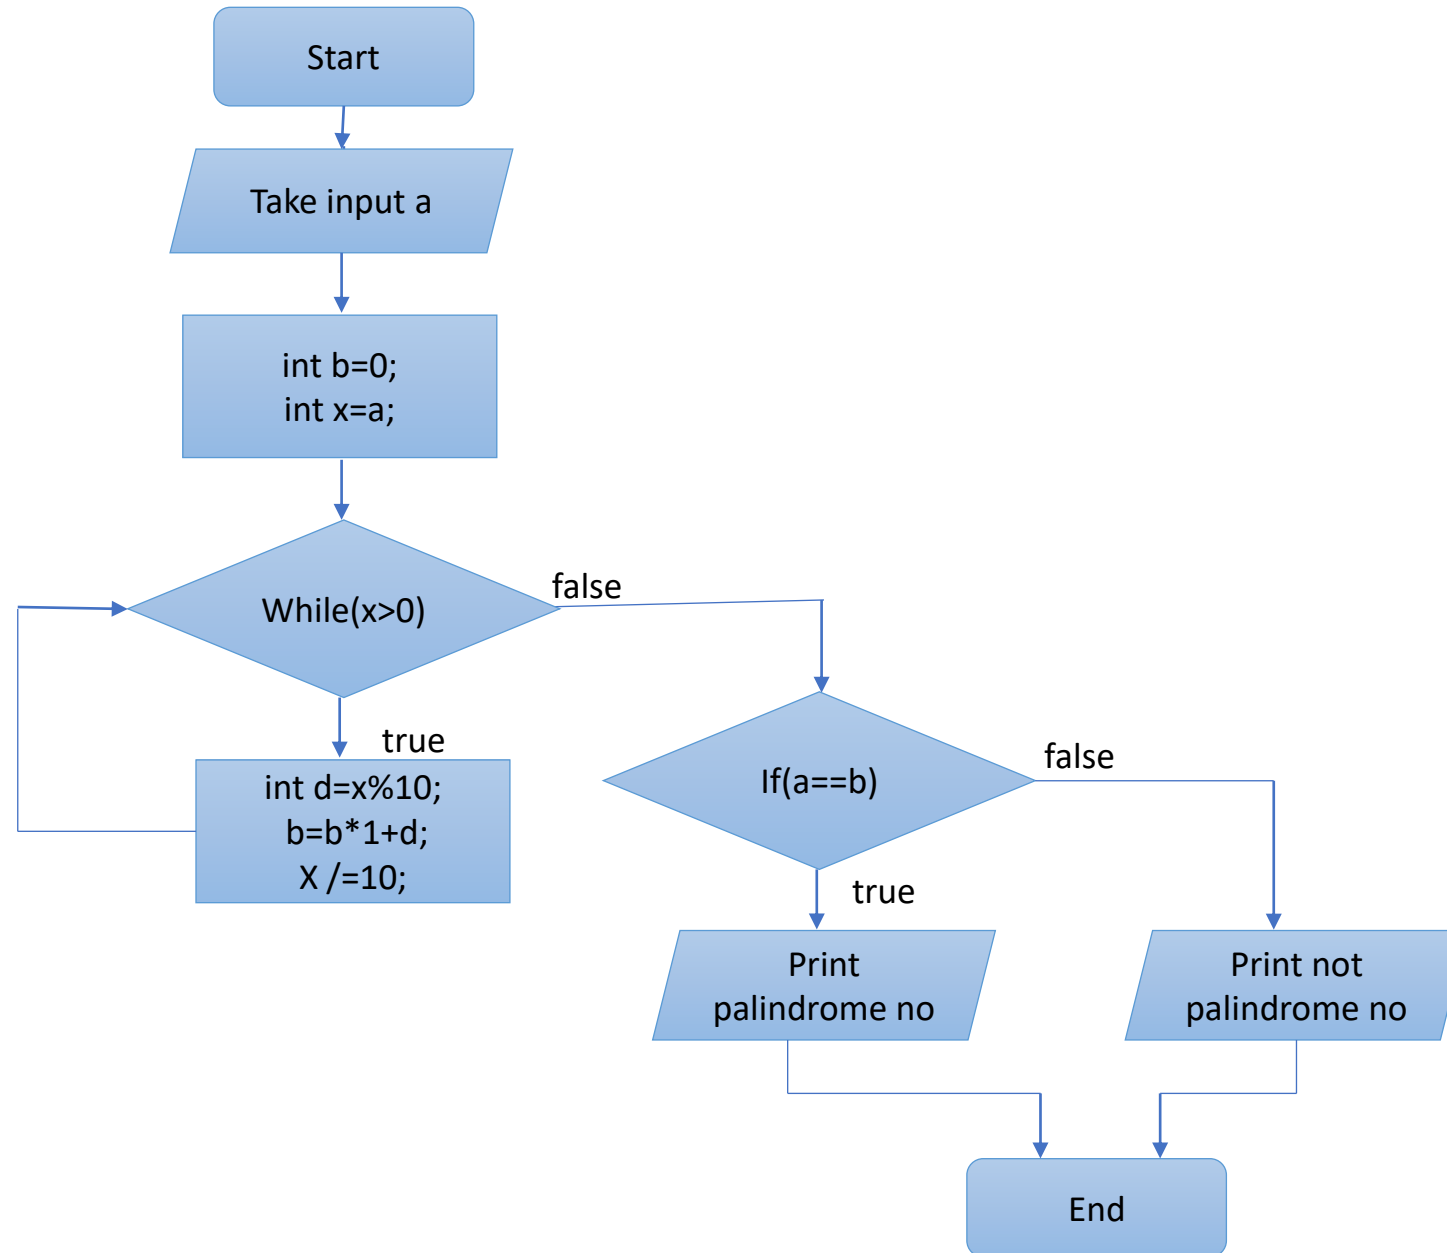 Start
Take input a
int b=0;
int x=a;
While(x>0)
false
true
int d=x%10;
b=b*1+d;
X /=10;
If(a==b)
false
true
Print
palindrome no
Print not
palindrome no
End